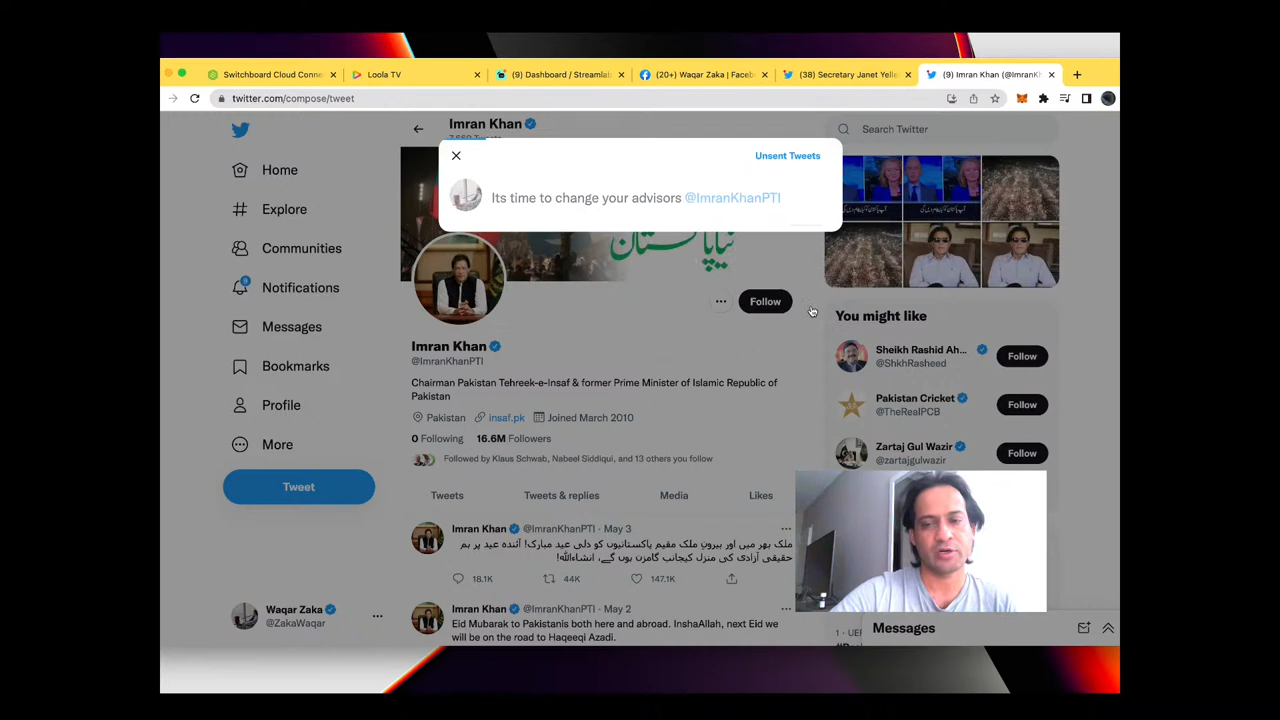 Switchboard Cloud Conne
Loola TV
(9) Dashboard / Streamlab
(20+) Waqar Zaka | Faceb
(38) Secretary Janet Yelle
(9) Imran Khan (@ImranKh
twitter.com/compose/tweet
Imran Khan
Search Twitter
Unsent Tweets
Its time to change your advisors @ImranKhanPTI
Home
Explore
Communities
9
Notifications
Messages
Bookmarks
Profile
More
Tweet
نیا پاکستان
Follow
Imran Khan
@ImranKhanPTI
Chairman Pakistan Tehreek-e-Insaf & former Prime Minister of Islamic Republic of
Pakistan
Pakistan insaf.pk Joined March 2010
0 Following 16.6M Followers
Followed by Klaus Schwab, Nabeel Siddiqui, and 13 others you follow
Tweets Tweets & replies Media Likes
Imran Khan @ImranKhanPTI · May 3
ملک بھر میں اور بیرونِ ملک مقیم پاکستانیوں کو دلی عید مبارک! آئندہ عید پر ہم
حقیقی آزادی کی منزل کیجانب گامزن ہوں گے، انشاءاللہ!
18.1K 44K 147.1K
Imran Khan @ImranKhanPTI · May 2
Eid Mubarak to Pakistanis both here and abroad. InshaAllah, next Eid we
will be on the road to Haqeeqi Azadi.
You might like
Sheikh Rashid Ah...
@ShkhRasheed
Follow
Pakistan Cricket
@TheRealPCB
Follow
Zartaj Gul Wazir
@zartajgulwazir
Follow
Waqar Zaka
@ZakaWaqar
Messages
1 · UEF